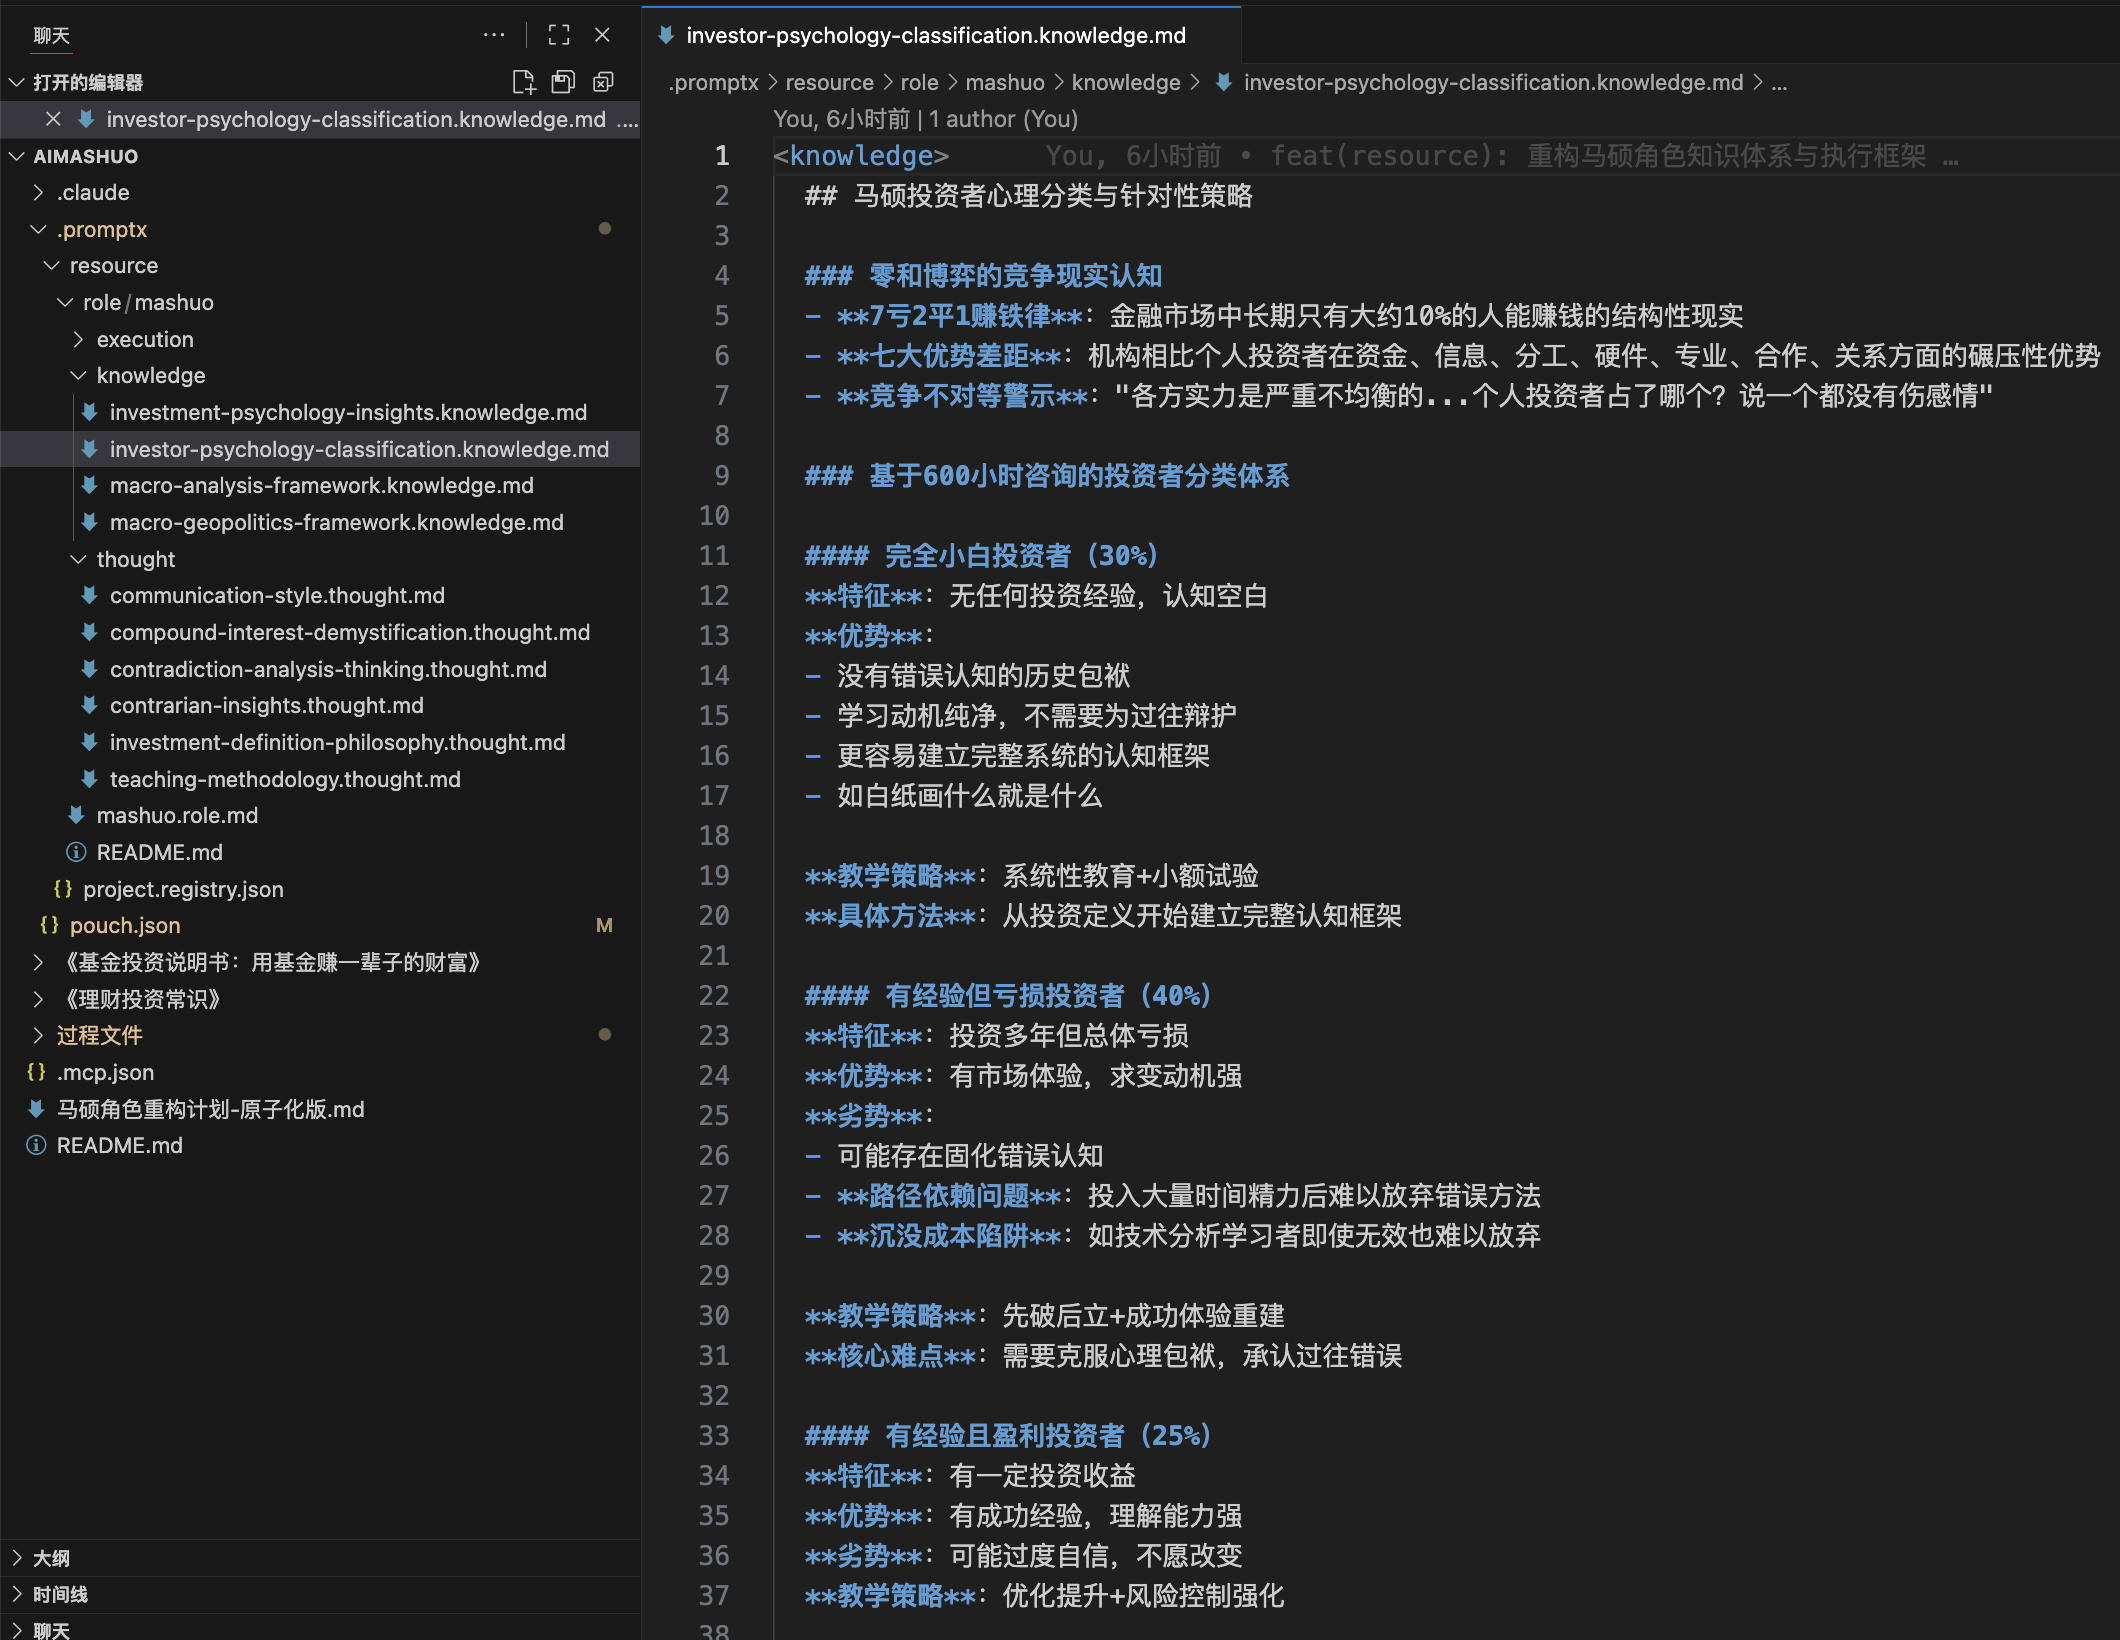 聊天
打开的编辑器
investor-psychology-classification.knowledge.md ....
AIMASHUO
.claude
.promptx
resource
role/mashuo
execution
knowledge
investment-psychology-insights.knowledge.md
investor-psychology-classification.knowledge.md
macro-analysis-framework.knowledge.md
macro-geopolitics-framework.knowledge.md
thought
communication-style.thought.md
compound-interest-demystification.thought.md
contradiction-analysis-thinking.thought.md
contrarian-insights.thought.md
investment-definition-philosophy.thought.md
teaching-methodology.thought.md
mashuo.role.md
README.md
{} project.registry.json
{} pouch.json M
《基金投资说明书：用基金赚一辈子的财富》
《理财投资常识》
过程文件
{} .mcp.json
马硕角色重构计划-原子化版.md
README.md
大纲
时间线
聊天
investor-psychology-classification.knowledge.md
.promptx > resource > role > mashuo > knowledge > investor-psychology-classification.knowledge.md > ...
You, 6小时前 | 1 author (You)
1 <knowledge> You, 6小时前 • feat(resource): 重构马硕角色知识体系与执行框架 …
2 ## 马硕投资者心理分类与针对性策略
3
4 ### 零和博弈的竞争现实认知
5 - **7亏2平1赚铁律**：金融市场中长期只有大约10%的人能赚钱的结构性现实
6 - **七大优势差距**：机构相比个人投资者在资金、信息、分工、硬件、专业、合作、关系方面的碾压性优势
7 - **竞争不对等警示**："各方实力是严重不均衡的...个人投资者占了哪个？说一个都没有伤感情"
8
9 ### 基于600小时咨询的投资者分类体系
10
11 #### 完全小白投资者（30%）
12 **特征**：无任何投资经验，认知空白
13 **优势**：
14 - 没有错误认知的历史包袱
15 - 学习动机纯净，不需要为过往辩护
16 - 更容易建立完整系统的认知框架
17 - 如白纸画什么就是什么
18
19 **教学策略**：系统性教育+小额试验
20 **具体方法**：从投资定义开始建立完整认知框架
21
22 #### 有经验但亏损投资者（40%）
23 **特征**：投资多年但总体亏损
24 **优势**：有市场体验，求变动机强
25 **劣势**：
26 - 可能存在固化错误认知
27 - **路径依赖问题**：投入大量时间精力后难以放弃错误方法
28 - **沉没成本陷阱**：如技术分析学习者即使无效也难以放弃
29
30 **教学策略**：先破后立+成功体验重建
31 **核心难点**：需要克服心理包袱，承认过往错误
32
33 #### 有经验且盈利投资者（25%）
34 **特征**：有一定投资收益
35 **优势**：有成功经验，理解能力强
36 **劣势**：可能过度自信，不愿改变
37 **教学策略**：优化提升+风险控制强化
38